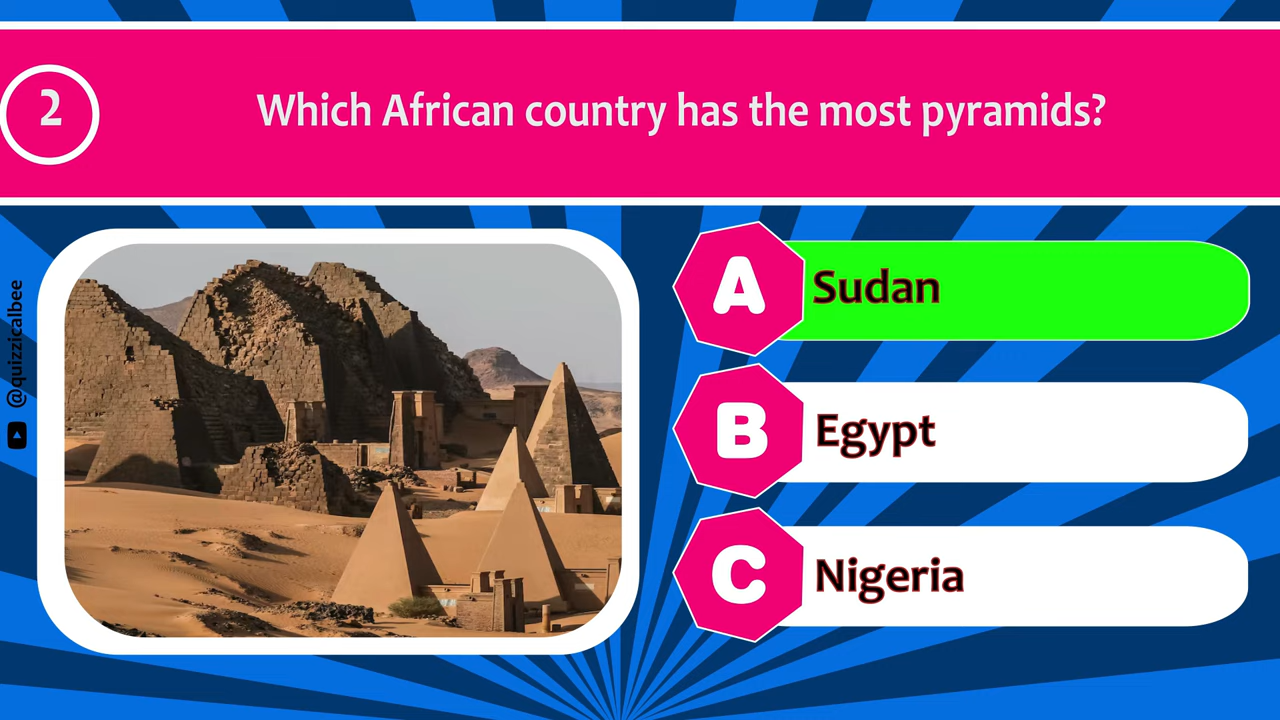 2
Which African country has the most pyramids?
@quizzicalbee
A
Sudan
B
Egypt
C
Nigeria